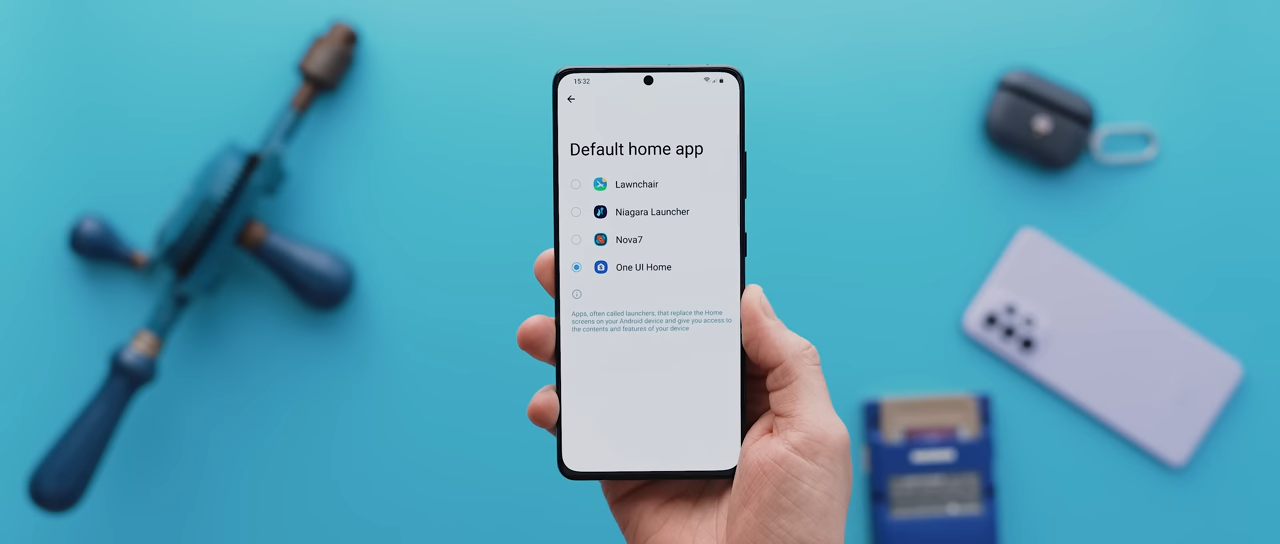 15:32
Default home app
Lawnchair
Niagara Launcher
Nova7
One UI Home
Apps, often called launchers, that replace the Home
screens on your Android device and give you access to
the contents and features of your device